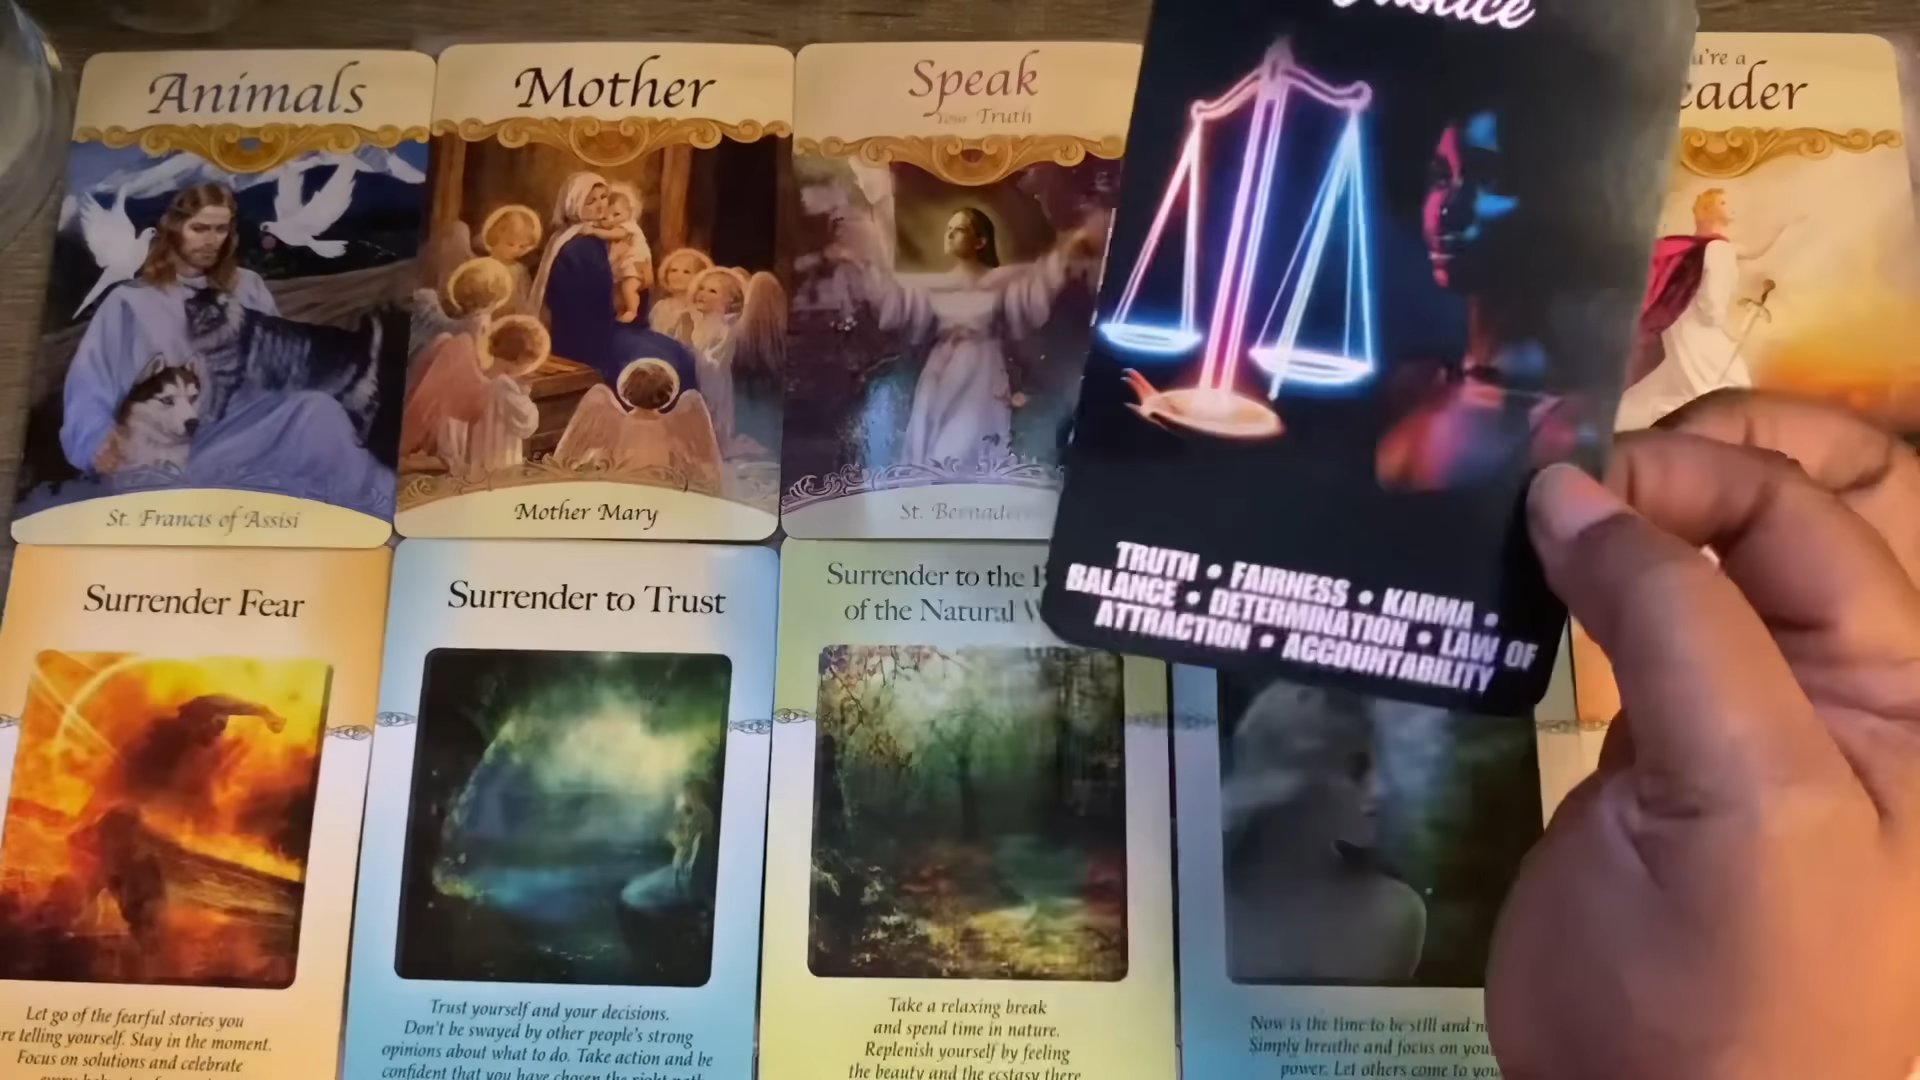 Animals
St. Francis of Assisi
Mother
Mother Mary
Speak
Your Truth
St.
Justice
TRUTH • FAIRNESS • KARMA •
BALANCE • DETERMINATION • LAW OF
ATTRACTION • ACCOUNTABILITY
're a
eader
Surrender Fear
Let go of the fearful stories you
re telling yourself. Stay in the moment.
Focus on solutions and celebrate
Surrender to Trust
Trust yourself and your decisions.
Don't be swayed by other people's strong
opinions about what to do. Take action and be
confident that you have chosen the right path
Surrender to the
of the Natural
Take a relaxing break
and spend time in nature.
Replenish yourself by feeling
the beauty and the ecstasy there
Now is the time to be still and
Simply breathe and focus on you
power. Let others come to you